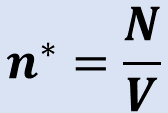 n* = N/V